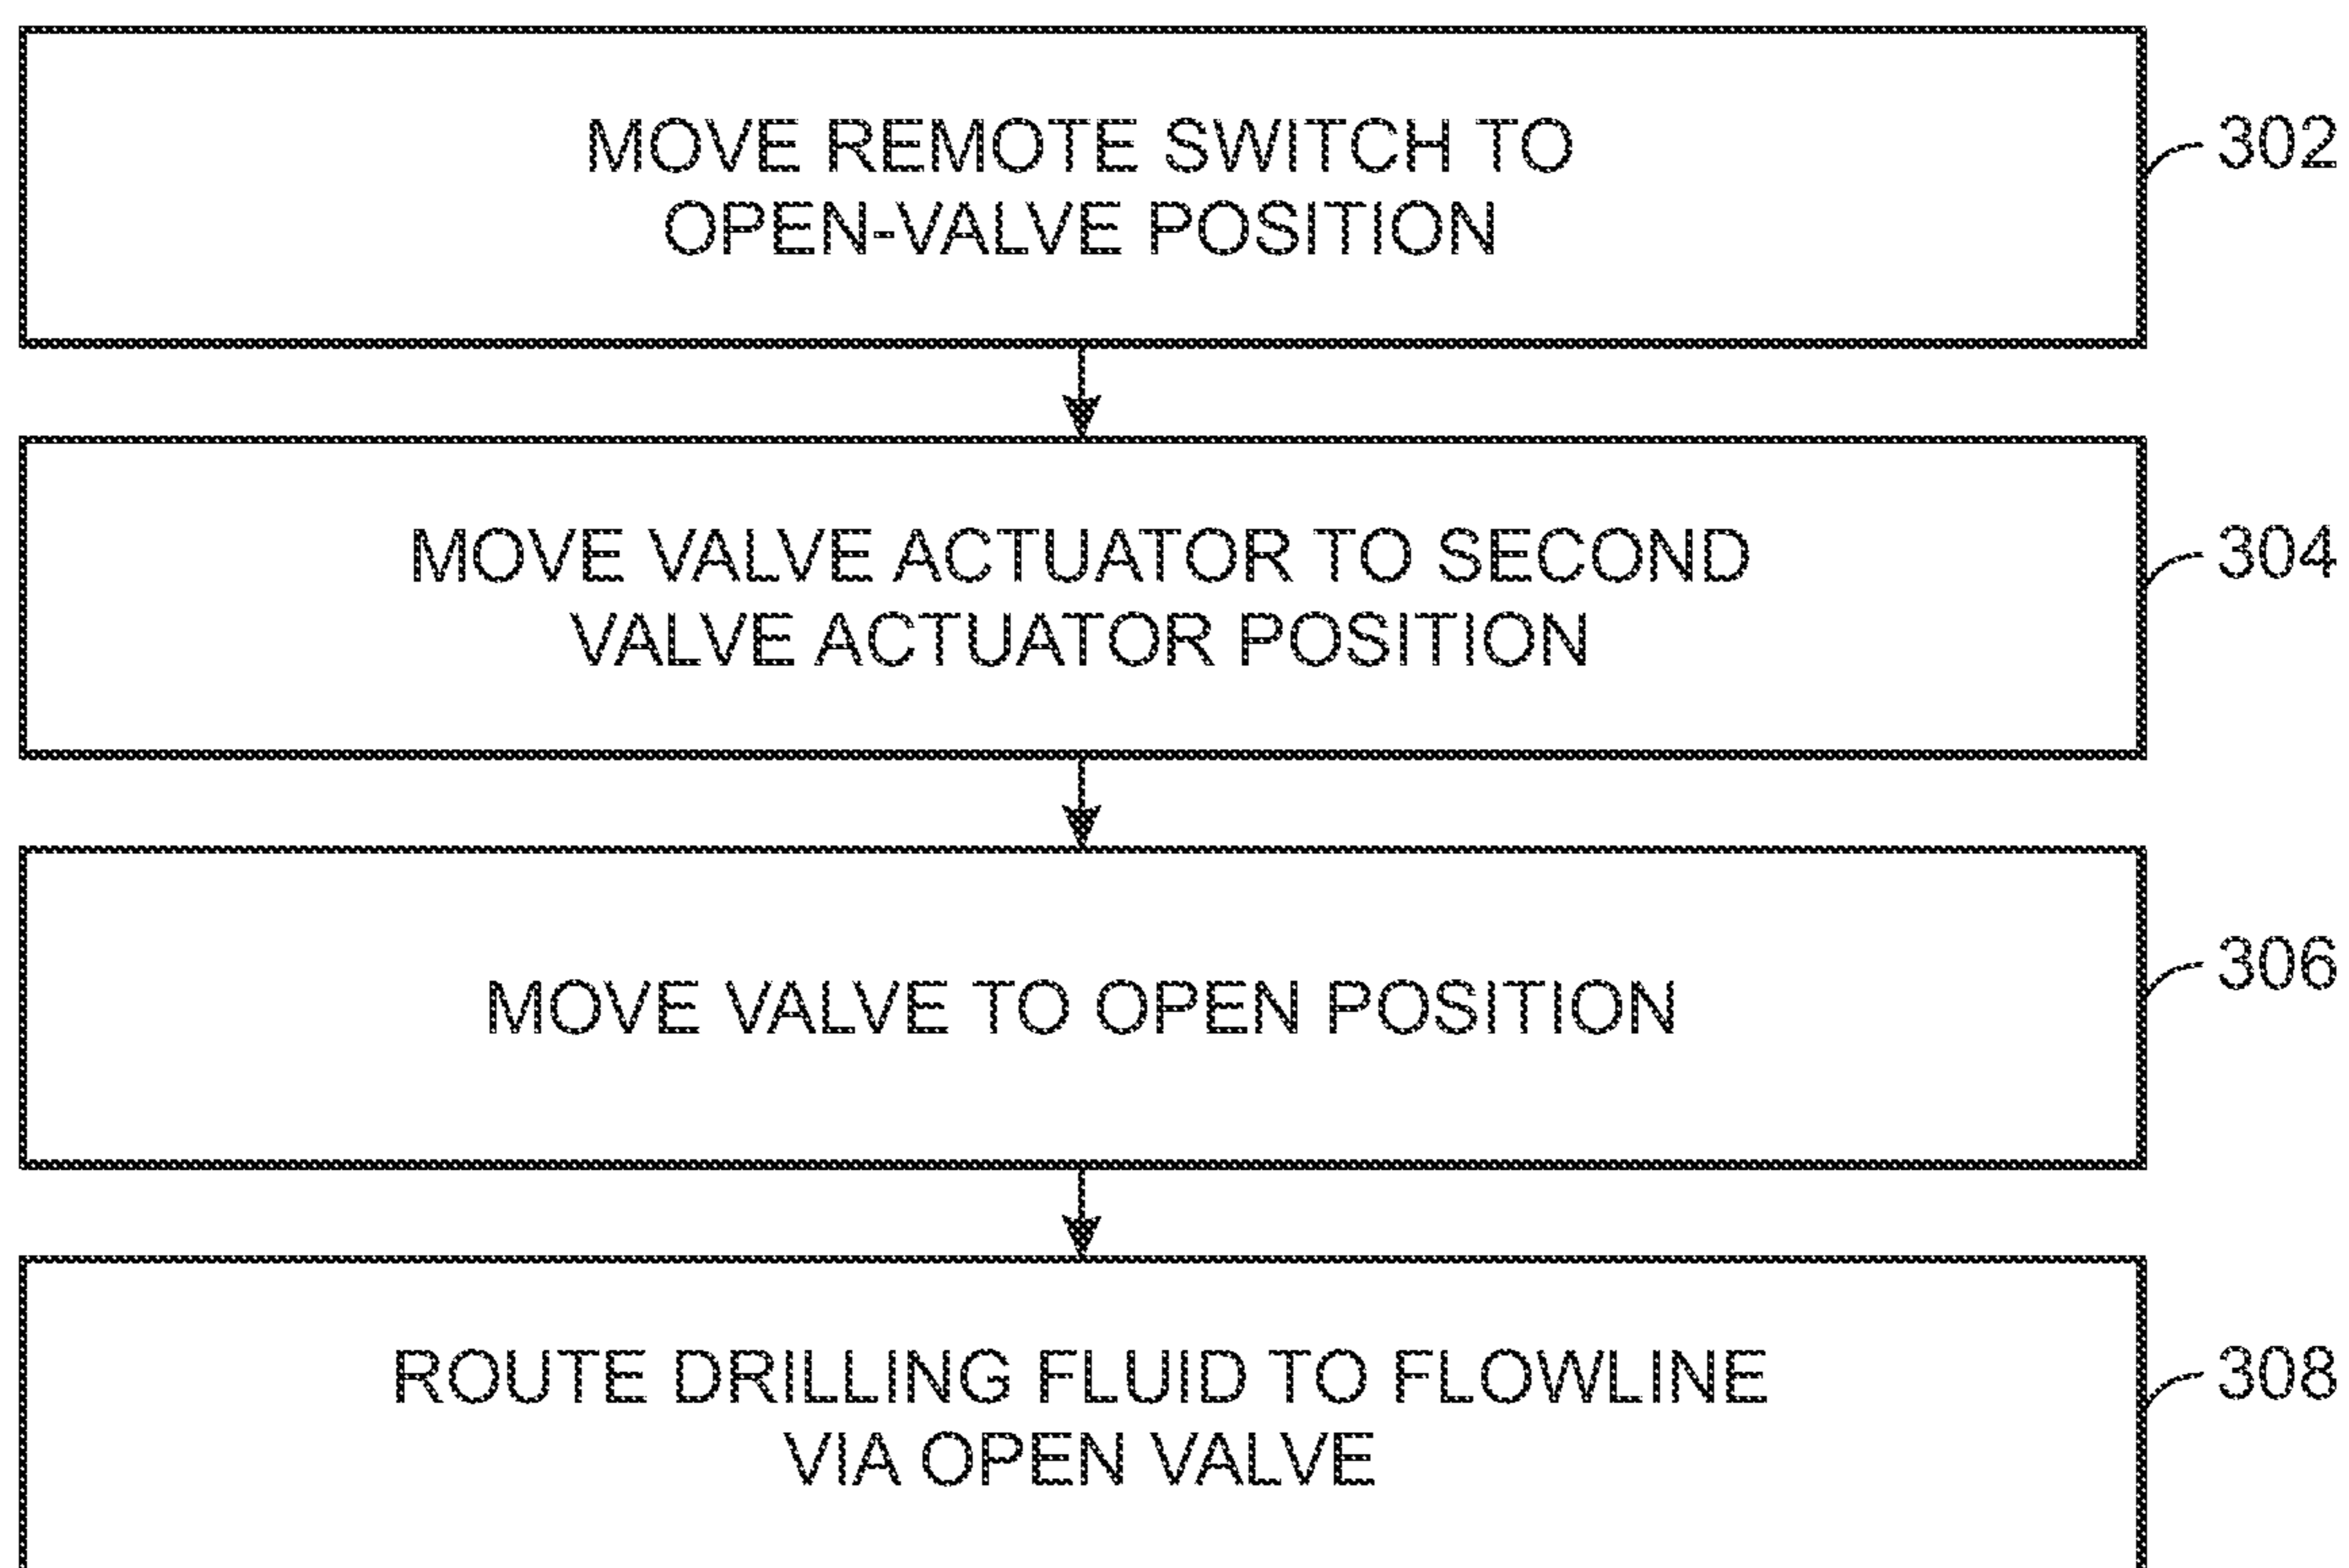 MOVE REMOTE SWITCH TO
OPEN-VALVE POSITION
302
MOVE VALVE ACTUATOR TO SECOND
VALVE ACTUATOR POSITION
304
MOVE VALVE TO OPEN POSITION
306
ROUTE DRILLING FLUID TO FLOWLINE
VIA OPEN VALVE
308